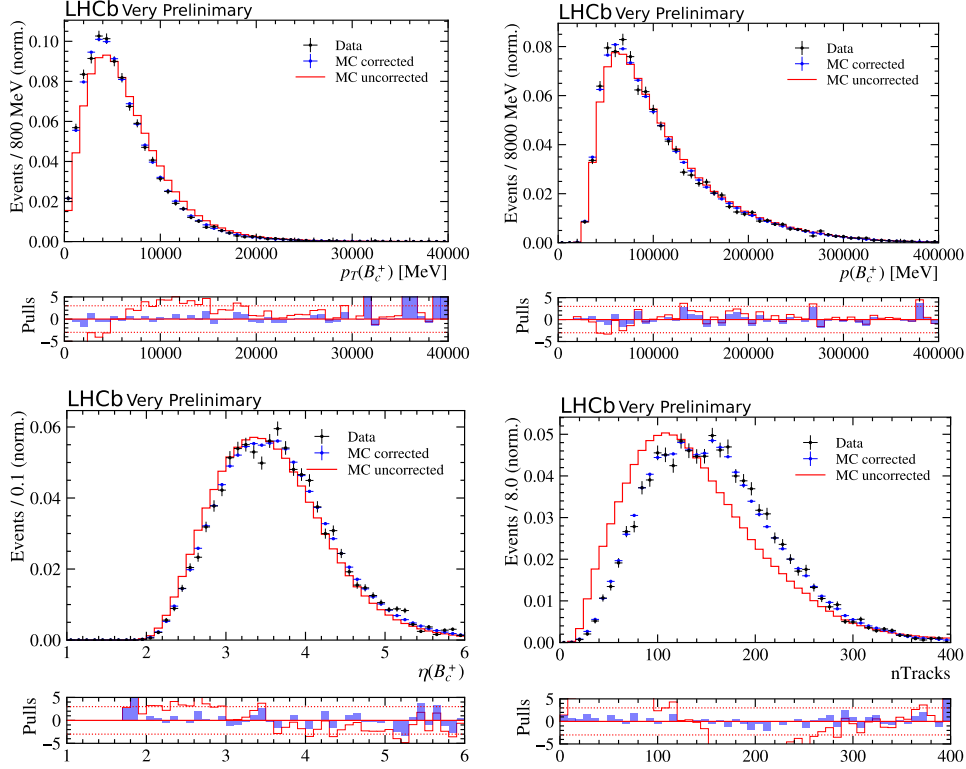 LHCb Very Preliminary
Events / 800 MeV (norm.)
0.10
0.08
0.06
0.04
0.02
0.00
Data
MC corrected
MC uncorrected
0 10000 20000 30000 40000
p_T(B_c^+) [MeV]
Pulls
5
0
−5
0 10000 20000 30000 40000
LHCb Very Preliminary
Events / 8000 MeV (norm.)
0.08
0.06
0.04
0.02
0.00
Data
MC corrected
MC uncorrected
0 100000 200000 300000 400000
p(B_c^+) [MeV]
Pulls
5
0
−5
0 100000 200000 300000 400000
LHCb Very Preliminary
Events / 0.1 (norm.)
0.06
0.04
0.02
0.00
Data
MC corrected
MC uncorrected
1 2 3 4 5 6
η(B_c^+)
Pulls
5
0
−5
1 2 3 4 5 6
LHCb Very Preliminary
Events / 8.0 (norm.)
0.05
0.04
0.03
0.02
0.01
0.00
Data
MC corrected
MC uncorrected
0 100 200 300 400
nTracks
Pulls
5
0
−5
0 100 200 300 400